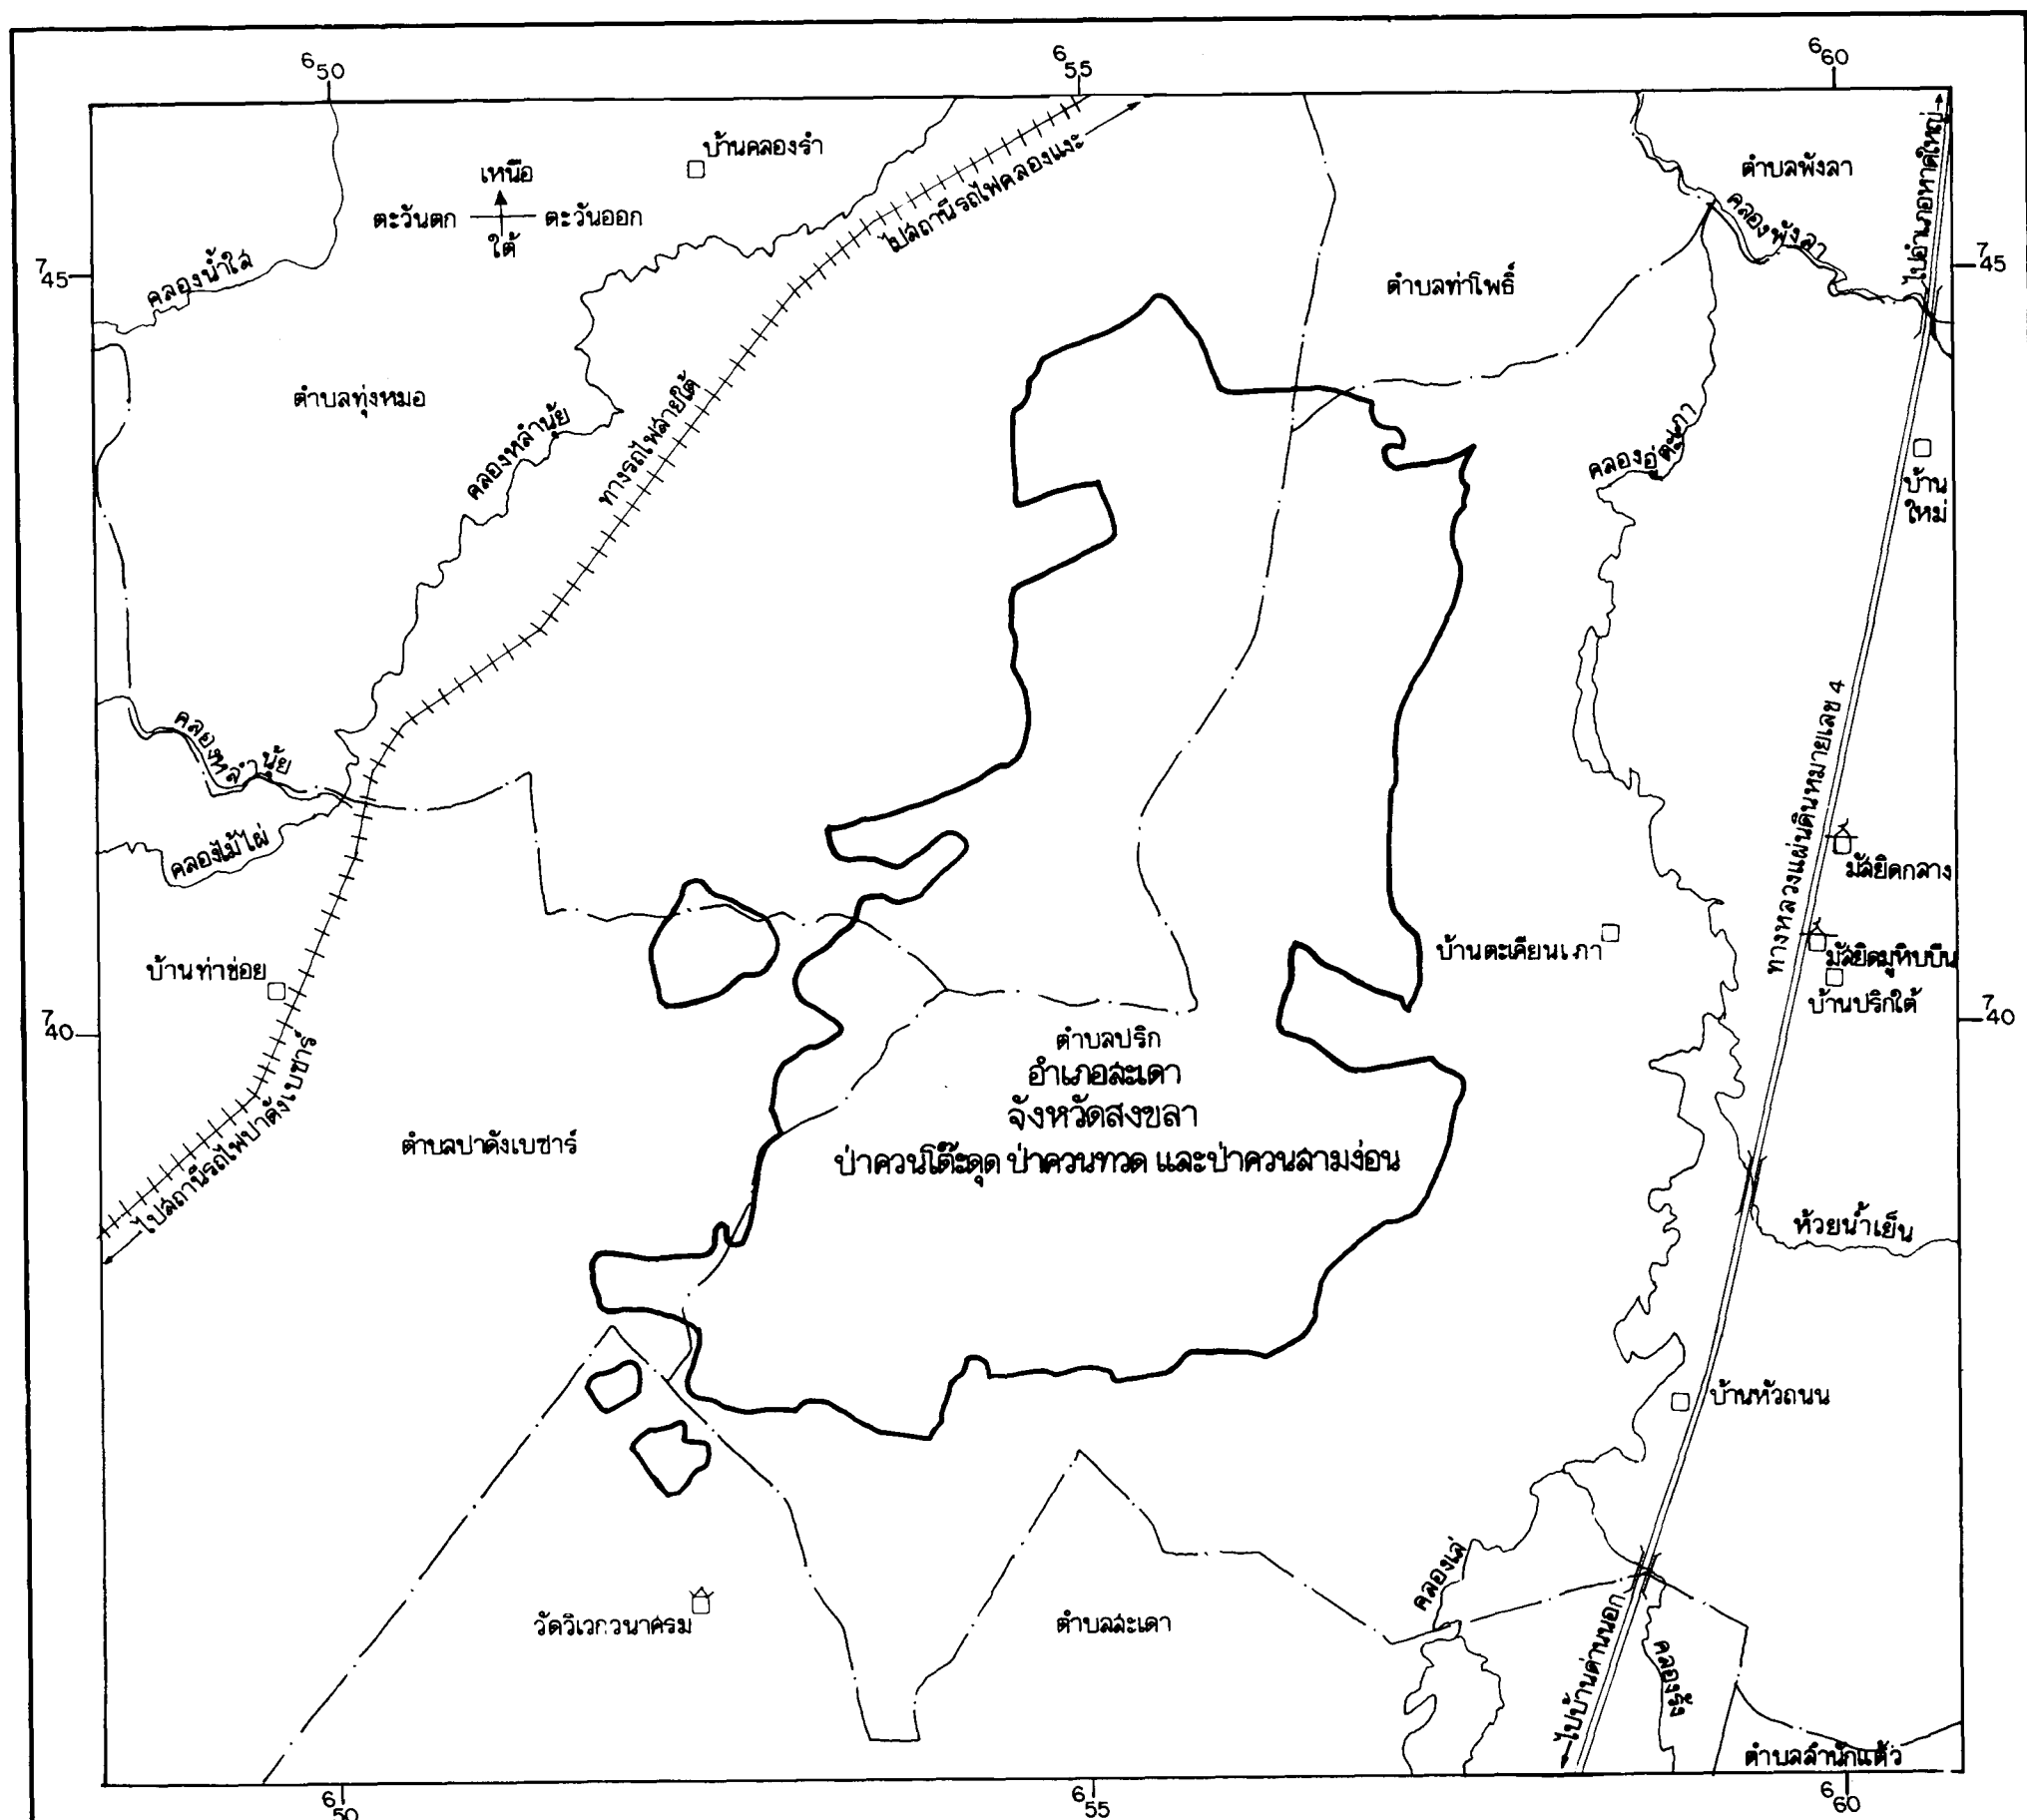 650
655
660
บ้านคลองรำ
ตำบลพังลา
ไปอำเภอหาดใหญ่
เหนือ
ตะวันตก
ตะวันออก
ใต้
ไปสถานีรถไฟคลองแงะ
คลองพังลา
คลองน้ำใส
745
745
ตำบลท่าโพธิ์
ตำบลทุ่งหมอ
คลองหลำนุ้ย
ทางรถไฟสายใต้
คลองอู่ตะเภา
บ้าน
ใหม่
ทางหลวงแผ่นดินหมายเลข 4
คลองหลำนุ้ย
คลองไม้ไผ่
มัสยิดกลาง
บ้านตะเคียนเภา
มัสยิดมูหิบบีน
บ้านท่าข่อย
บ้านปริกใต้
740
740
ตำบลปริก
อำเภอสะเดา
จังหวัดสงขลา
ป่าควนโต๊ะดุด ป่าควนทวด และป่าควนสามง่อน
ตำบลปาดังเบซาร์
ไปสถานีรถไฟปาดังเบซาร์
ห้วยน้ำเย็น
บ้านหัวถนน
คลองเล่
วัดวิเวกวนาศรม
ตำบลสะเดา
ไปบ้านด่านนอก
คลองรัง
ตำบลสำนักแต้ว
650
655
660